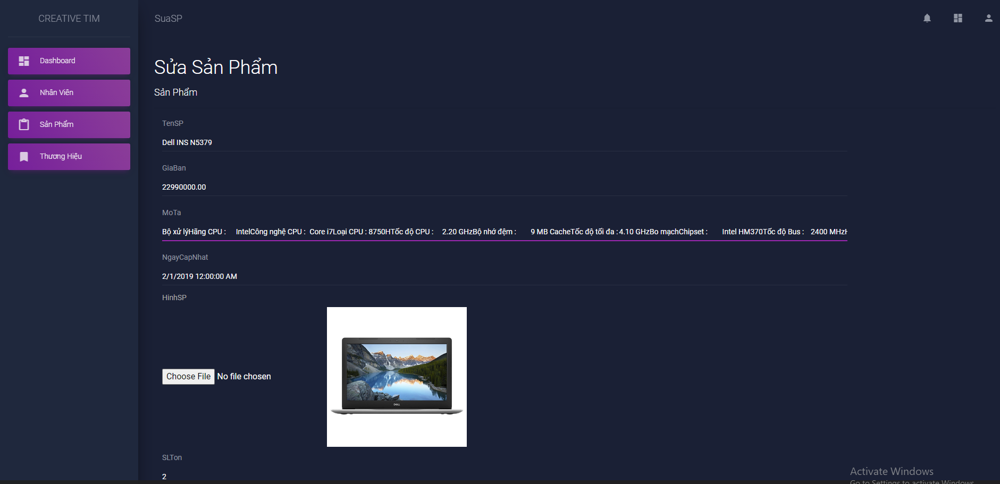 CREATIVE TIM
SuaSP
Dashboard
Nhân Viên
Sản Phẩm
Thương Hiệu
Sửa Sản Phẩm
Sản Phẩm
TenSP
Dell INS N5379
GiaBan
22990000.00
MoTa
Bộ xử lýHãng CPU : IntelCông nghệ CPU : Core i7Loại CPU : 8750HTốc độ CPU : 2.20 GHzBộ nhớ đệm : 9 MB CacheTốc độ tối đa : 4.10 GHzBo mạchChipset : Intel HM370Tốc độ Bus : 2400 MHz
NgayCapNhat
2/1/2019 12:00:00 AM
HinhSP
Choose File No file chosen
DELL
SLTon
2
Activate Windows
Go to Settings to activate Windows.